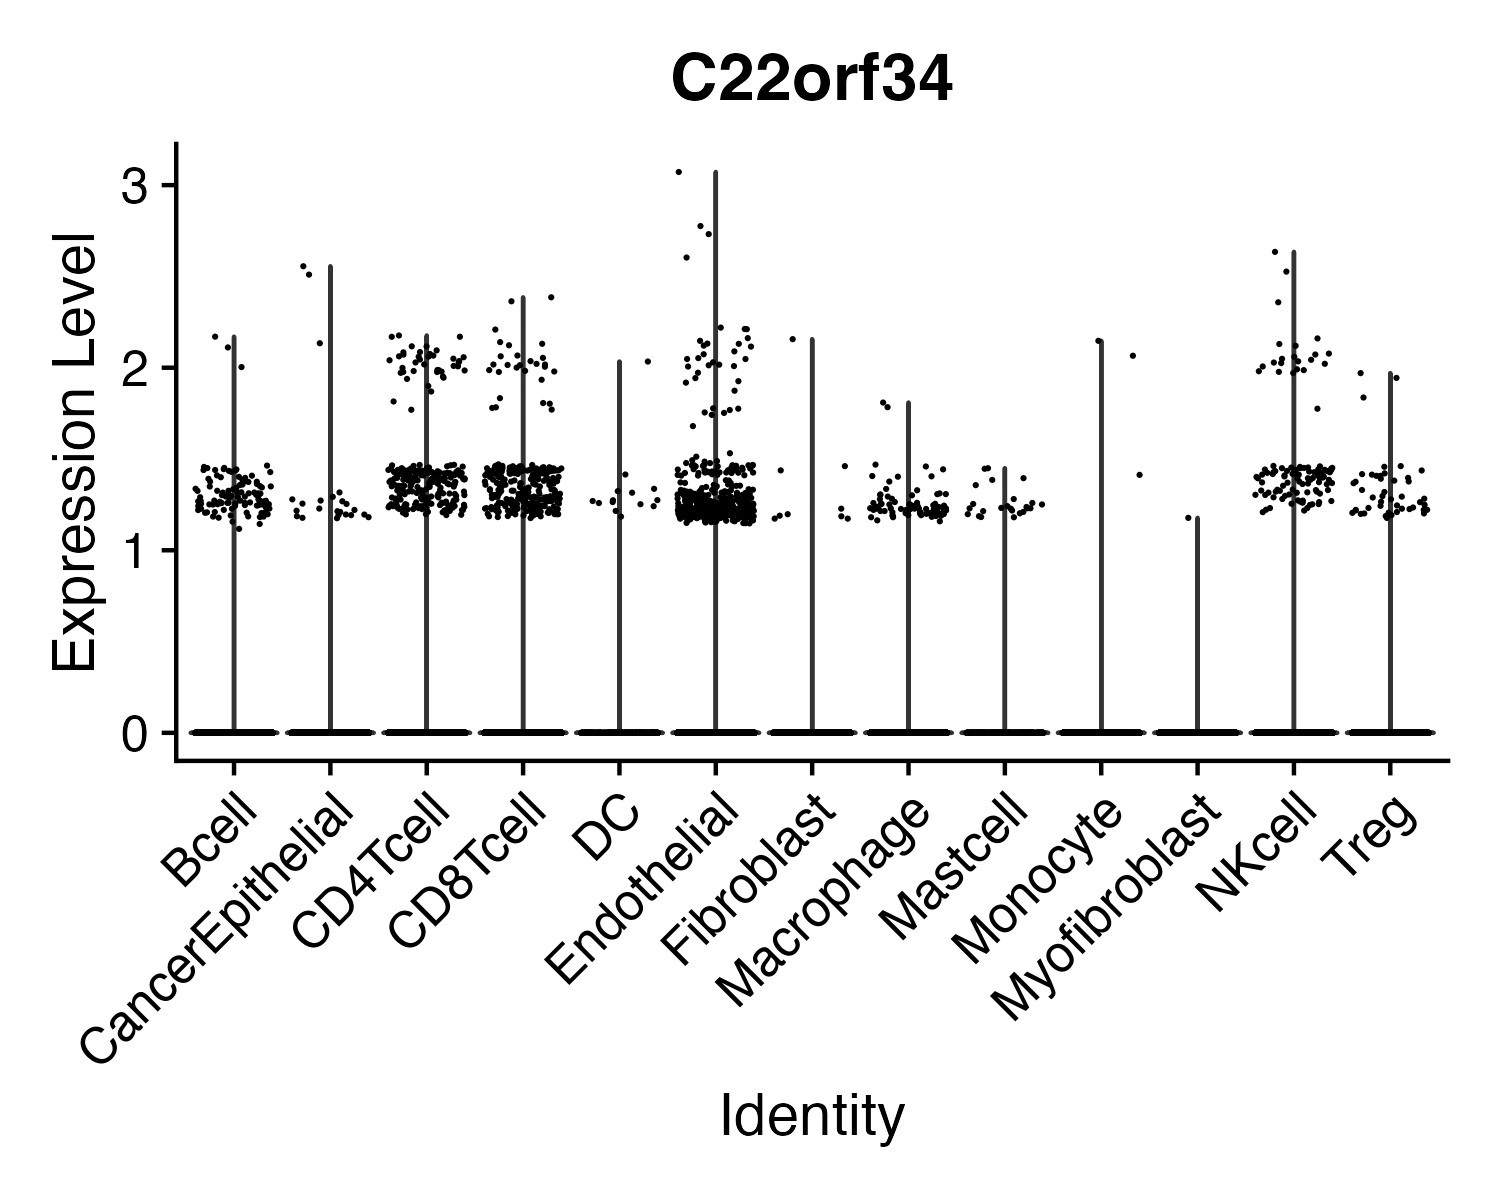 C22orf34
Expression Level
3
2
1
0
Bcell
CancerEpithelial
CD4Tcell
CD8Tcell
DC
Endothelial
Fibroblast
Macrophage
Mastcell
Monocyte
Myofibroblast
NKcell
Treg
Identity